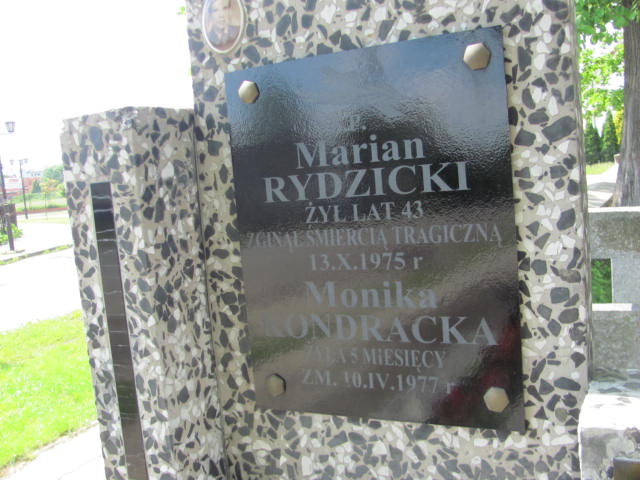 Marian
RYDZICKI
ŻYŁ LAT 43
ZGINĄŁ ŚMIERCIĄ TRAGICZNĄ
13.X.1975 r
Monika
KONDRACKA
ŻYŁA 5 MIESIĘCY
ZM. 10.IV.1977 r